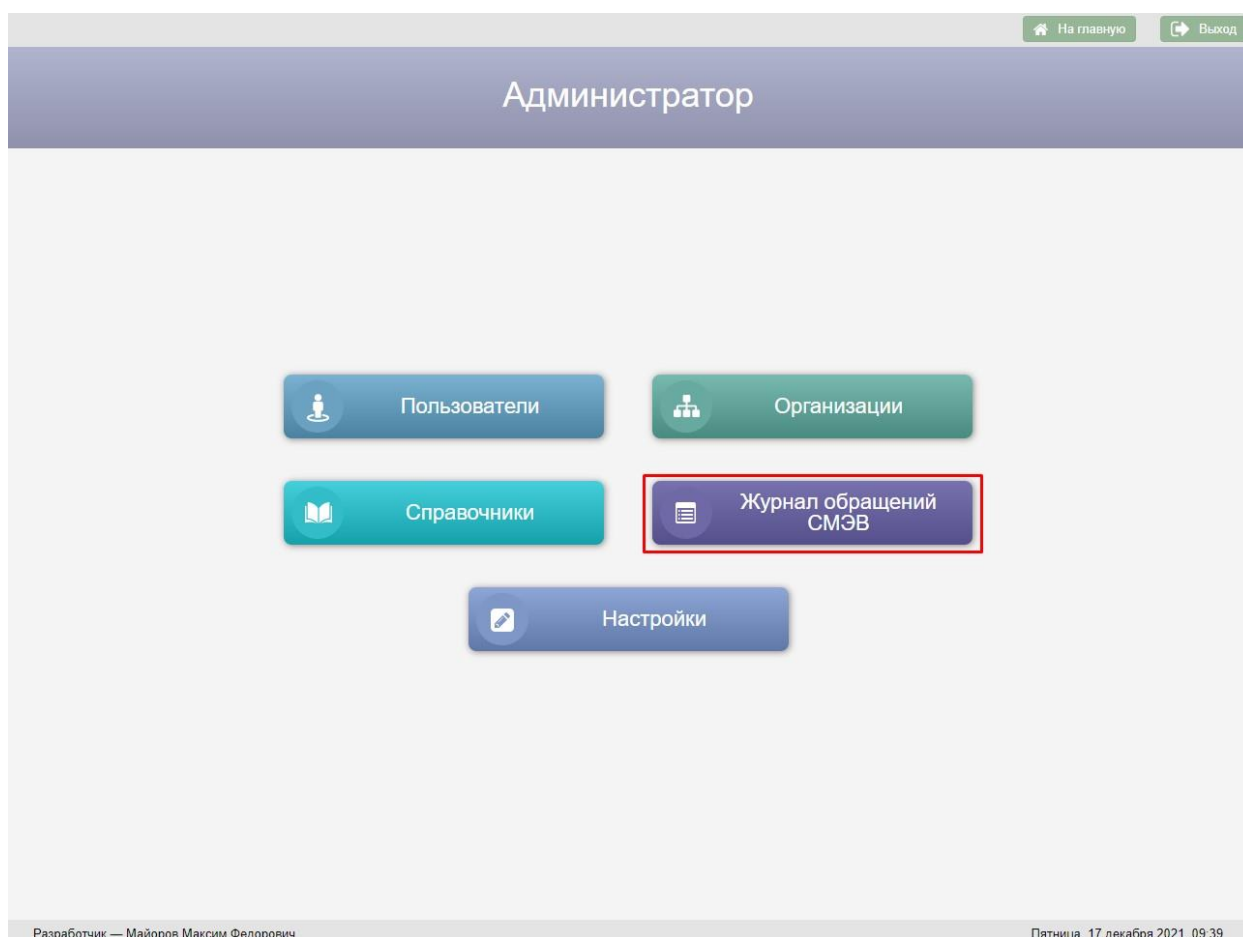 На главную
Выход
Администратор
Пользователи
Организации
Справочники
Журнал обращений
СМЭВ
Настройки
Разработчик — Майоров Максим Федорович
Пятница, 17 декабря 2021, 09:39